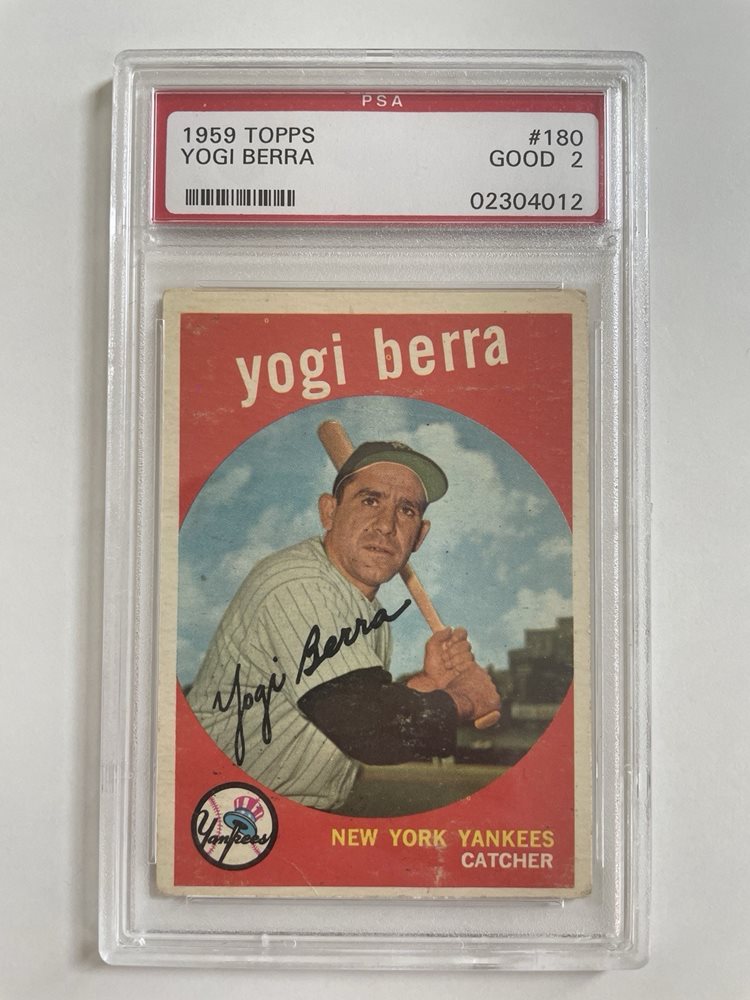 PSA
1959 TOPPS #180
YOGI BERRA GOOD 2
02304012
yogi berra
Yogi Berra
Yankees
NEW YORK YANKEES
CATCHER